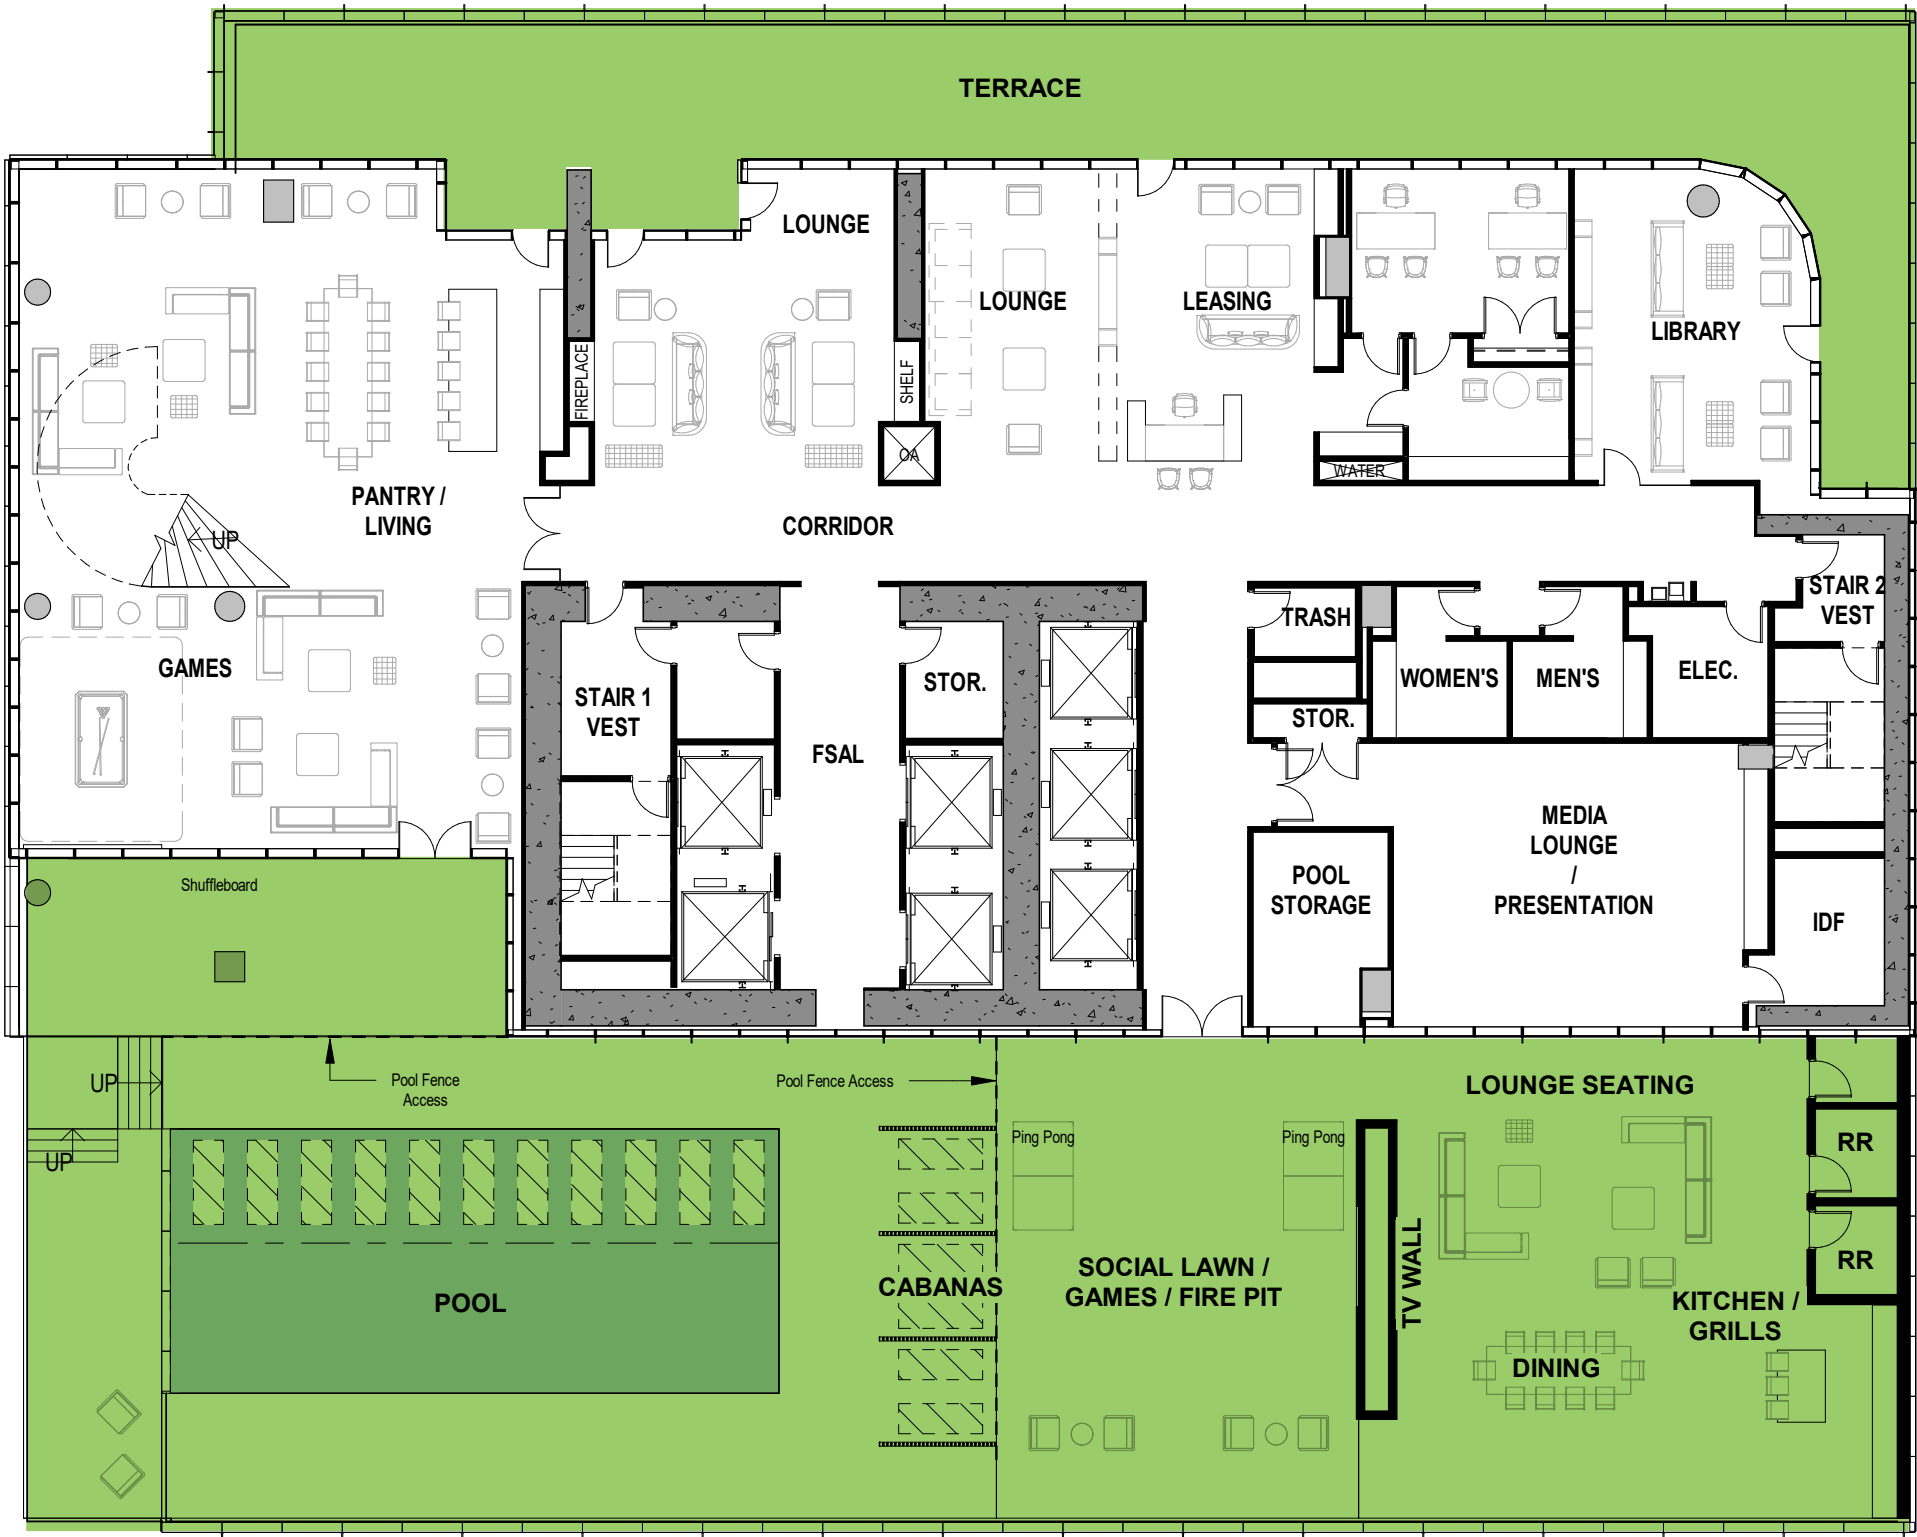 TERRACE
LOUNGE
LOUNGE
LEASING
LIBRARY
FIREPLACE
SHELF
OA
WATER
PANTRY /
LIVING
UP
CORRIDOR
STAIR 2
VEST
TRASH
GAMES
STAIR 1
VEST
STOR.
WOMEN'S
MEN'S
ELEC.
STOR.
FSAL
MEDIA
LOUNGE
/
PRESENTATION
POOL
STORAGE
IDF
Shuffleboard
UP
Pool Fence
Access
Pool Fence Access
LOUNGE SEATING
UP
Ping Pong
Ping Pong
RR
RR
TV WALL
CABANAS
SOCIAL LAWN /
GAMES / FIRE PIT
POOL
KITCHEN /
GRILLS
DINING